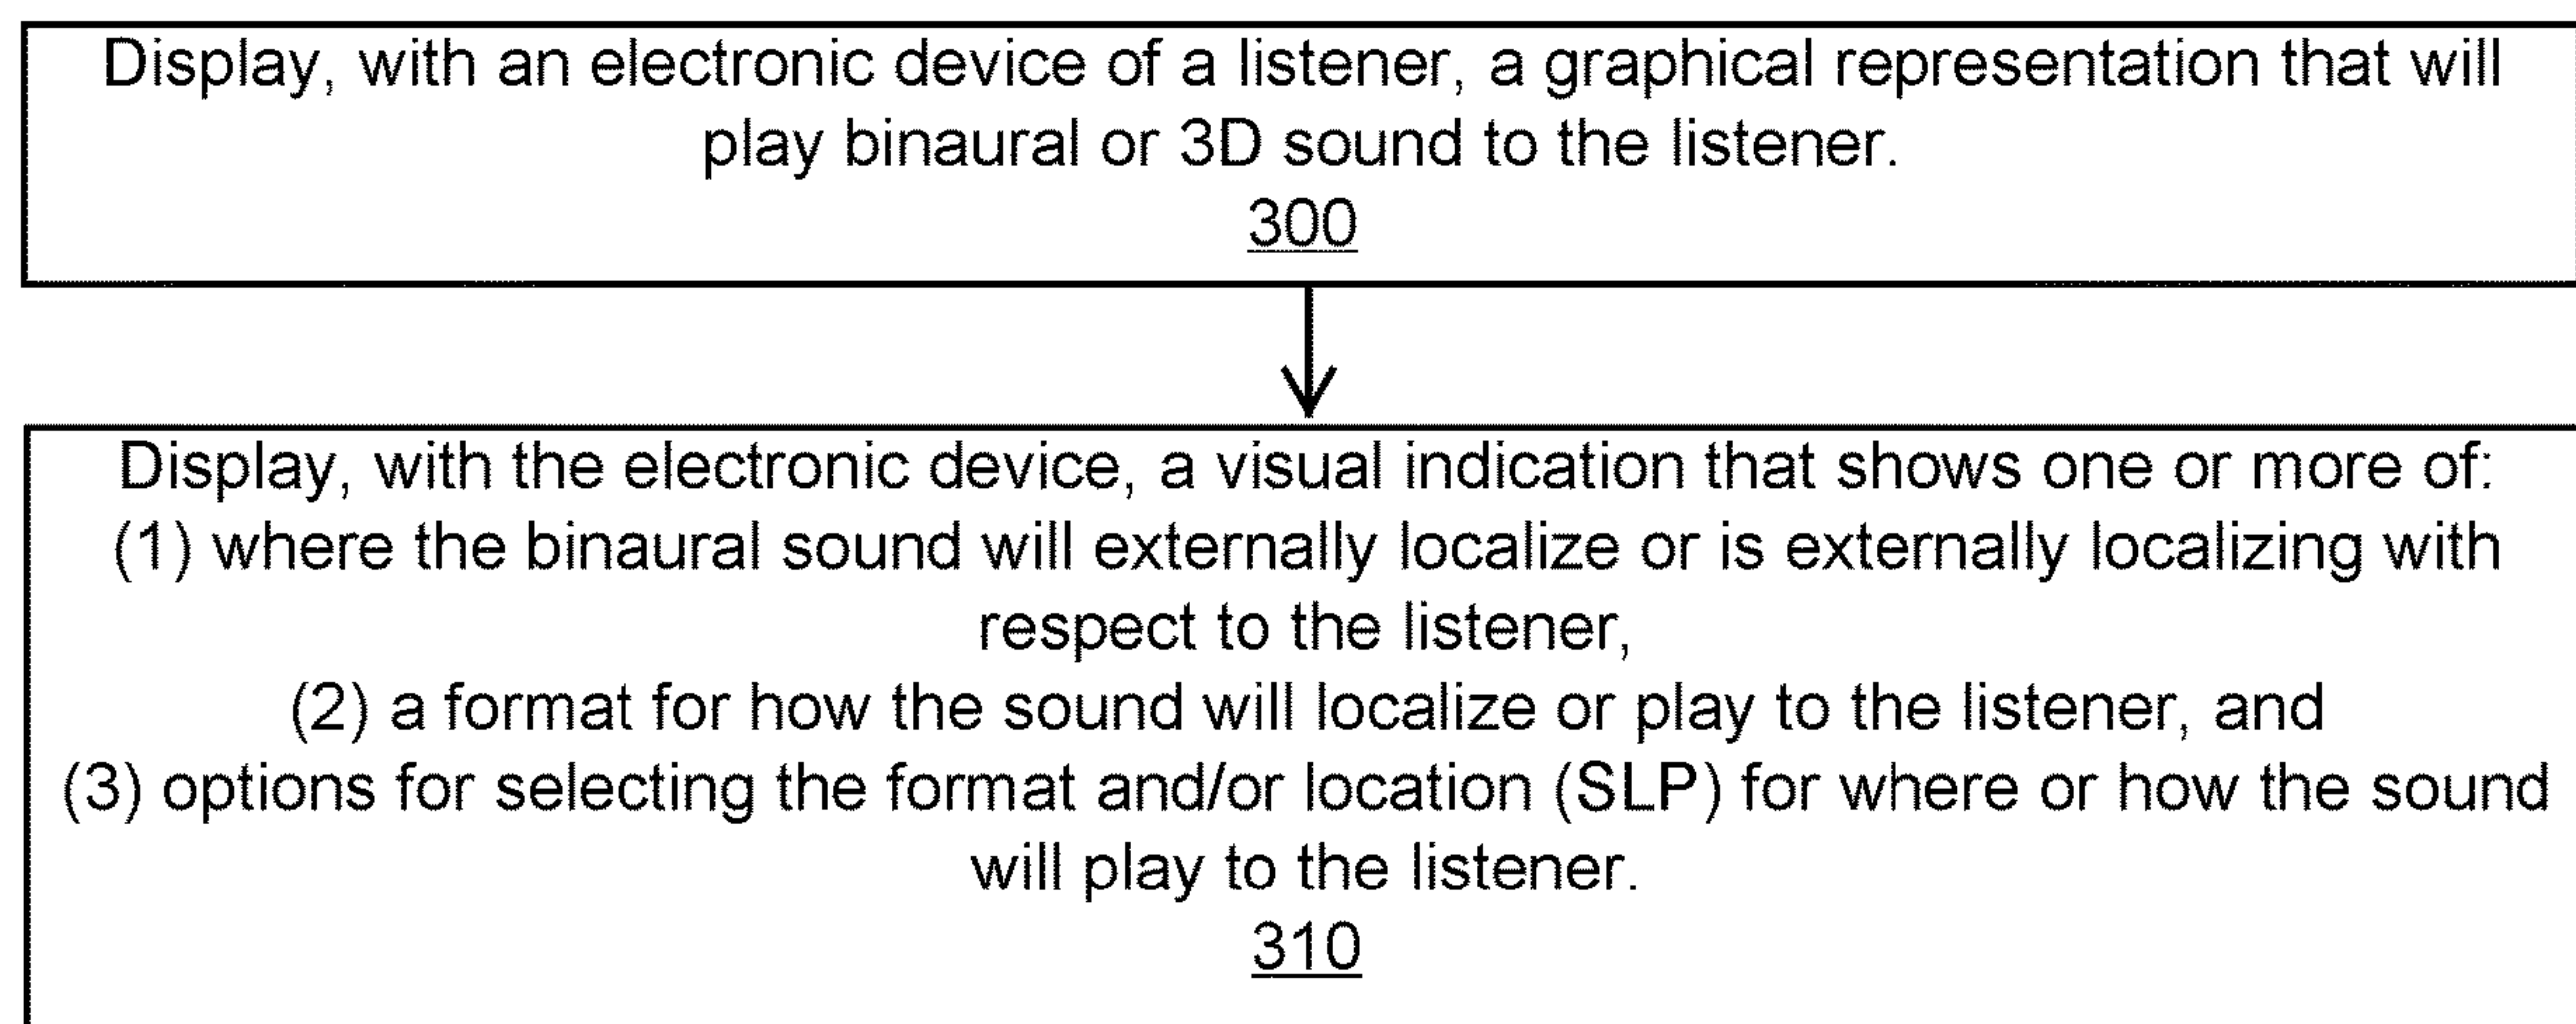 Display, with an electronic device of a listener, a graphical representation that will
play binaural or 3D sound to the listener.
300
Display, with the electronic device, a visual indication that shows one or more of:
(1) where the binaural sound will externally localize or is externally localizing with
respect to the listener,
(2) a format for how the sound will localize or play to the listener, and
(3) options for selecting the format and/or location (SLP) for where or how the sound
will play to the listener.
310